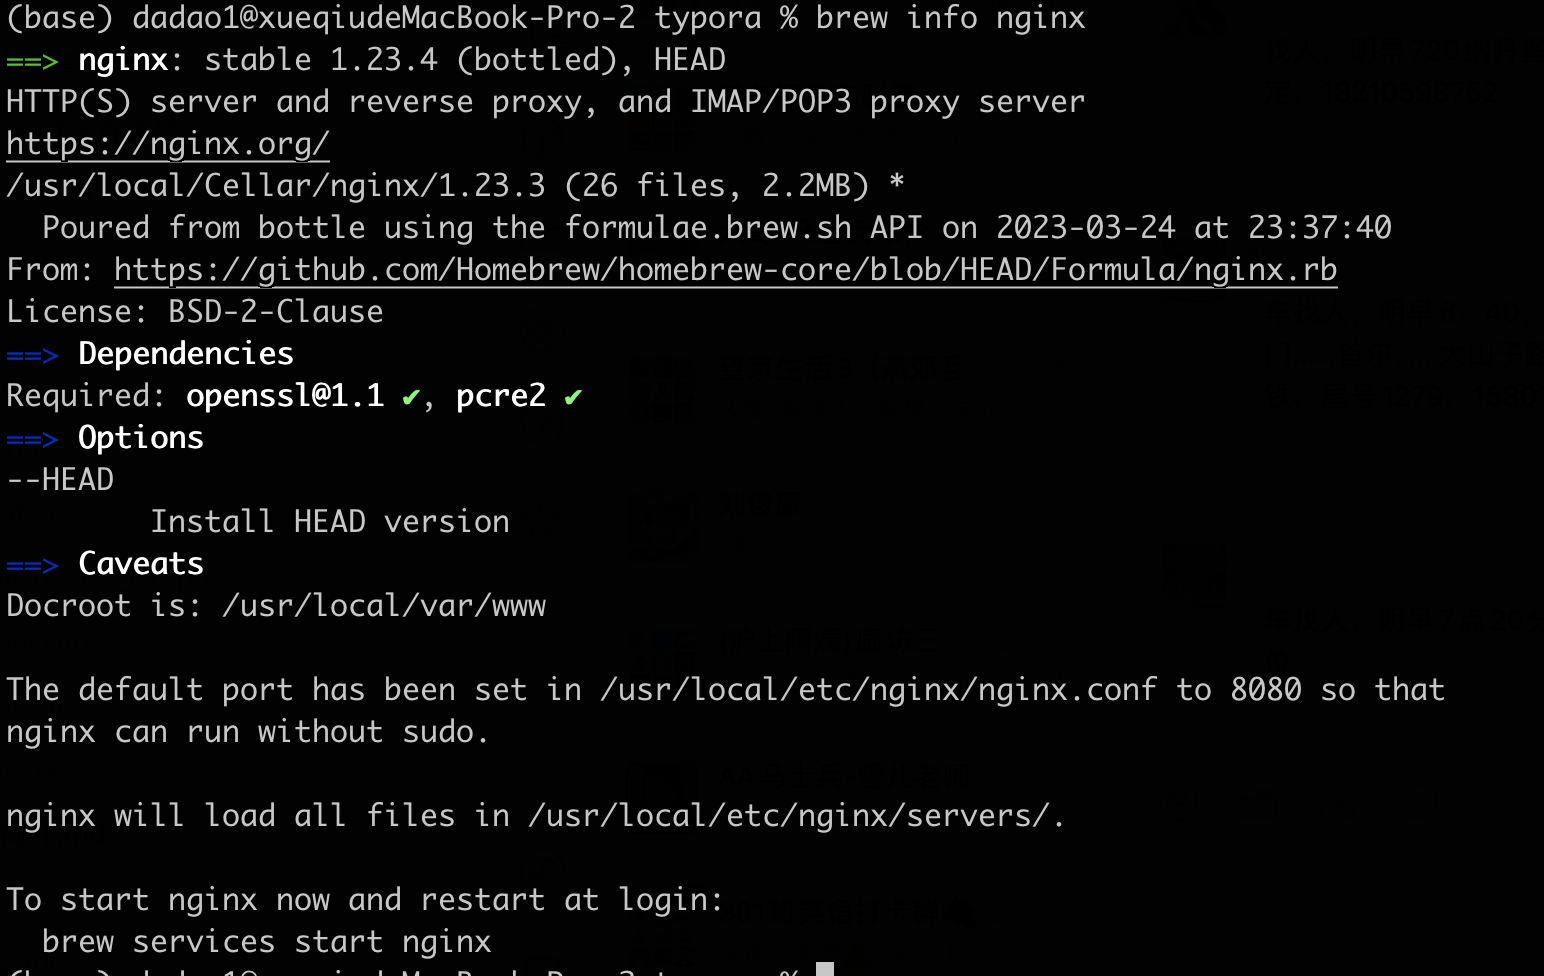 (base) dadao1@xueqiudeMacBook-Pro-2 typora % brew info nginx
==> nginx: stable 1.23.4 (bottled), HEAD
HTTP(S) server and reverse proxy, and IMAP/POP3 proxy server
https://nginx.org/
/usr/local/Cellar/nginx/1.23.3 (26 files, 2.2MB) *
  Poured from bottle using the formulae.brew.sh API on 2023-03-24 at 23:37:40
From: https://github.com/Homebrew/homebrew-core/blob/HEAD/Formula/nginx.rb
License: BSD-2-Clause
==> Dependencies
Required: openssl@1.1 ✔, pcre2 ✔
==> Options
--HEAD
        Install HEAD version
==> Caveats
Docroot is: /usr/local/var/www
The default port has been set in /usr/local/etc/nginx/nginx.conf to 8080 so that
nginx can run without sudo.
nginx will load all files in /usr/local/etc/nginx/servers/.
To start nginx now and restart at login:
  brew services start nginx
(base) dadao1@xueqiudeMacBook-Pro-2 typora %